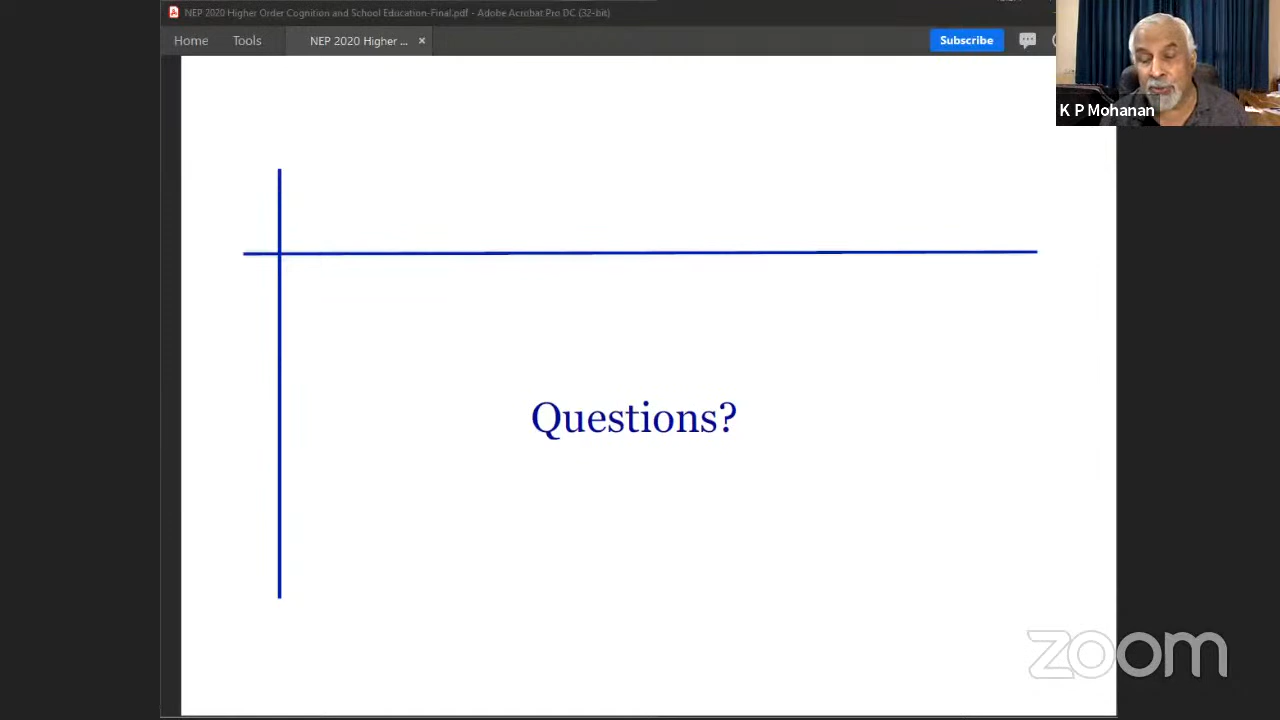 NEP 2020 Higher Order Cognition and School Education-Final.pdf - Adobe Acrobat Pro DC (32-bit)
Home Tools NEP 2020 Higher ... × Subscribe
K P Mohanan
Questions?
zoom